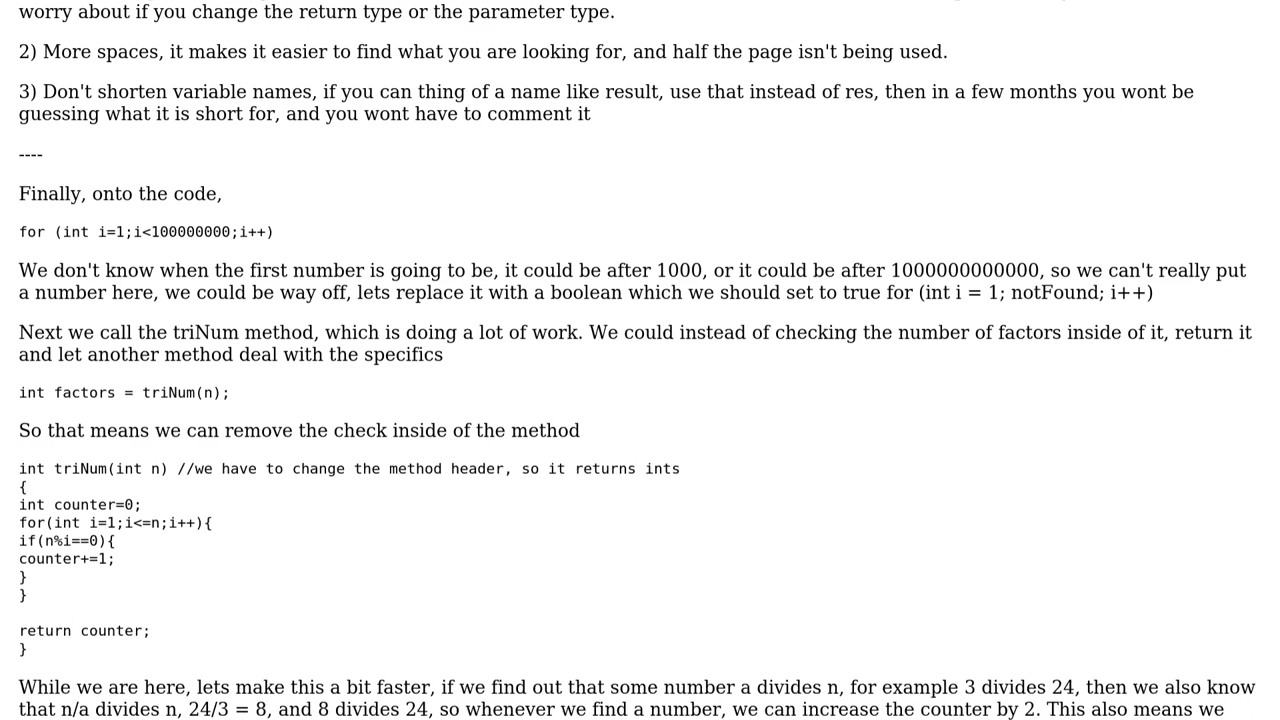 worry about if you change the return type or the parameter type.
2) More spaces, it makes it easier to find what you are looking for, and half the page isn't being used.
3) Don't shorten variable names, if you can thing of a name like result, use that instead of res, then in a few months you wont be
guessing what it is short for, and you wont have to comment it
----
Finally, onto the code,
for (int i=1;i<100000000;i++)
We don't know when the first number is going to be, it could be after 1000, or it could be after 1000000000000, so we can't really put
a number here, we could be way off, lets replace it with a boolean which we should set to true for (int i = 1; notFound; i++)
Next we call the triNum method, which is doing a lot of work. We could instead of checking the number of factors inside of it, return it
and let another method deal with the specifics
int factors = triNum(n);
So that means we can remove the check inside of the method
int triNum(int n) //we have to change the method header, so it returns ints
{
int counter=0;
for(int i=1;i<=n;i++){
if(n%i==0){
counter+=1;
}
}
return counter;
}
While we are here, lets make this a bit faster, if we find out that some number a divides n, for example 3 divides 24, then we also know
that n/a divides n, 24/3 = 8, and 8 divides 24, so whenever we find a number, we can increase the counter by 2. This also means we